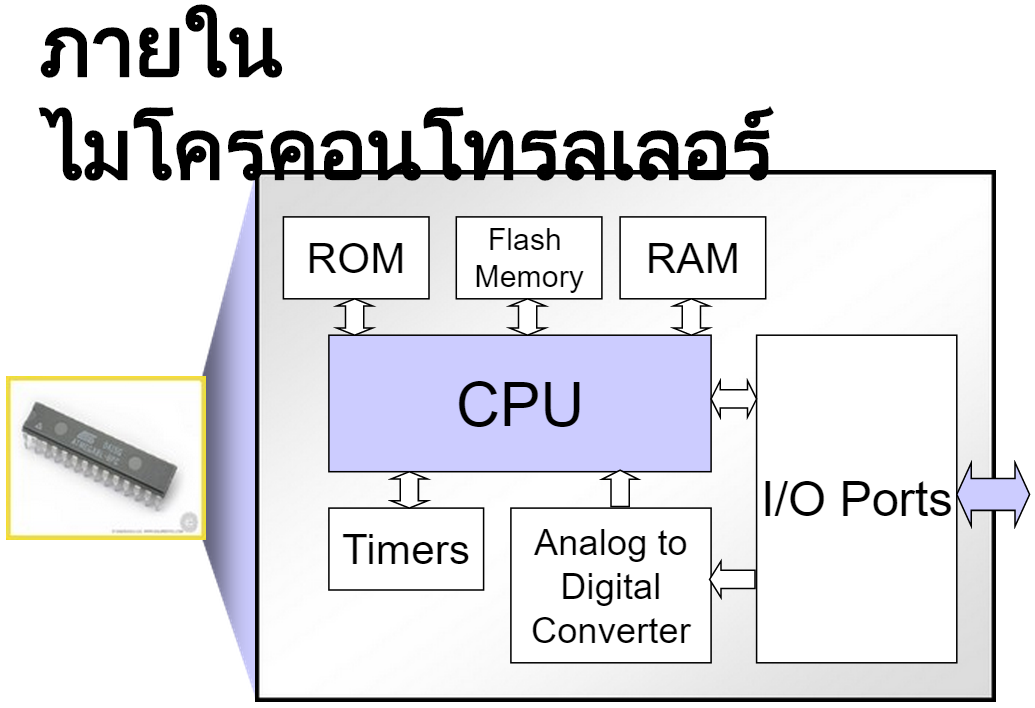 ภายใน
ไมโครคอนโทรลเลอร์
ROM
Flash
Memory
RAM
CPU
I/O Ports
Timers
Analog to
Digital
Converter